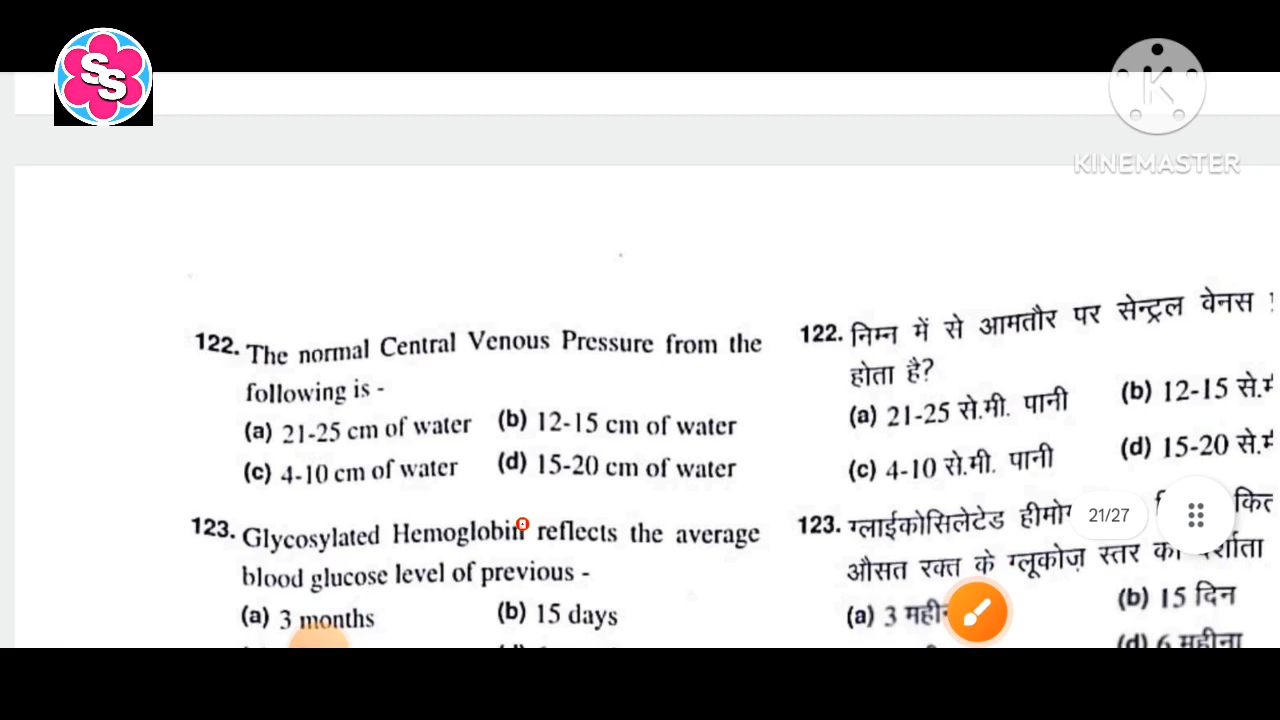 SS
KINEMASTER
122. The normal Central Venous Pressure from the
following is -
(a) 21-25 cm of water (b) 12-15 cm of water
(c) 4-10 cm of water (d) 15-20 cm of water
123. Glycosylated Hemoglobin reflects the average
blood glucose level of previous -
(a) 3 months (b) 15 days
122. निम्न में से आमतौर पर सेन्ट्रल वेनस
होता है?
(a) 21-25 से.मी. पानी (b) 12-15 से.मी
(c) 4-10 से.मी. पानी (d) 15-20 से.मी
123. ग्लाईकोसिलेटेड
औसत रक्त के ग्लूकोज़ स्तर
(a) 3 (b) 15 दिन
(d) 6 महीना
21/27